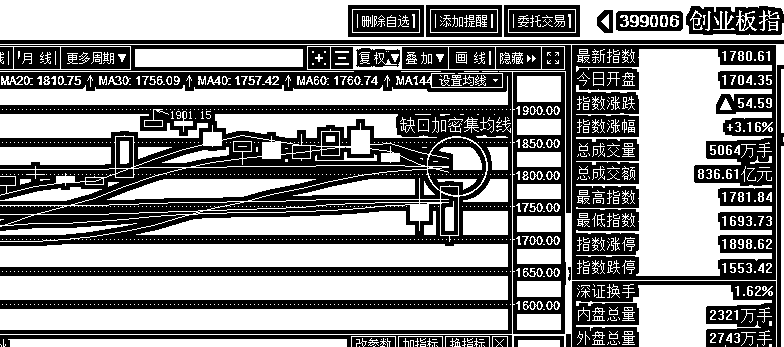 删除自选 添加提醒 委托交易 399006 创业板指
线 月线 更多周期 复权 叠加 画线 隐藏
MA20: 1810.75 MA30: 1756.09 MA40: 1757.42 MA60: 1760.74 MA144 设置均线
1901.15
缺口加密集均线
1900.00
1850.00
1800.00
1750.00
1700.00
1650.00
1600.00
最新指数 1780.61
今日开盘 1704.35
指数涨跌 54.59
指数涨幅 +3.16%
总成交量 5064万手
总成交额 836.61亿元
最高指数 1781.84
最低指数 1693.73
指数涨停 1898.62
指数跌停 1553.42
深证换手 1.62%
内盘总量 2321万手
外盘总量 2743万手
改参数 加指标 换指标